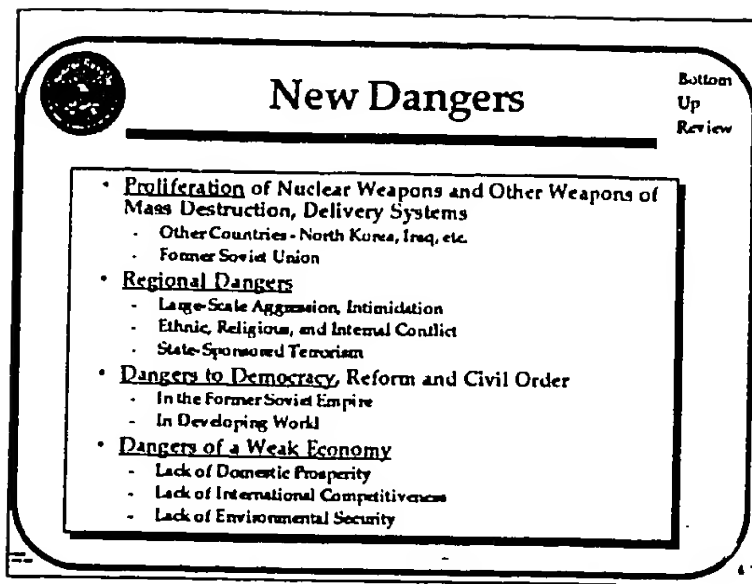 New Dangers
Bottom
Up
Review
• Proliferation of Nuclear Weapons and Other Weapons of
Mass Destruction, Delivery Systems
- Other Countries - North Korea, Iraq, etc.
- Former Soviet Union
• Regional Dangers
- Large-Scale Aggression, Intimidation
- Ethnic, Religious, and Internal Conflict
- State-Sponsored Terrorism
• Dangers to Democracy, Reform and Civil Order
- In the Former Soviet Empire
- In Developing World
• Dangers of a Weak Economy
- Lack of Domestic Prosperity
- Lack of International Competitiveness
- Lack of Environmental Security